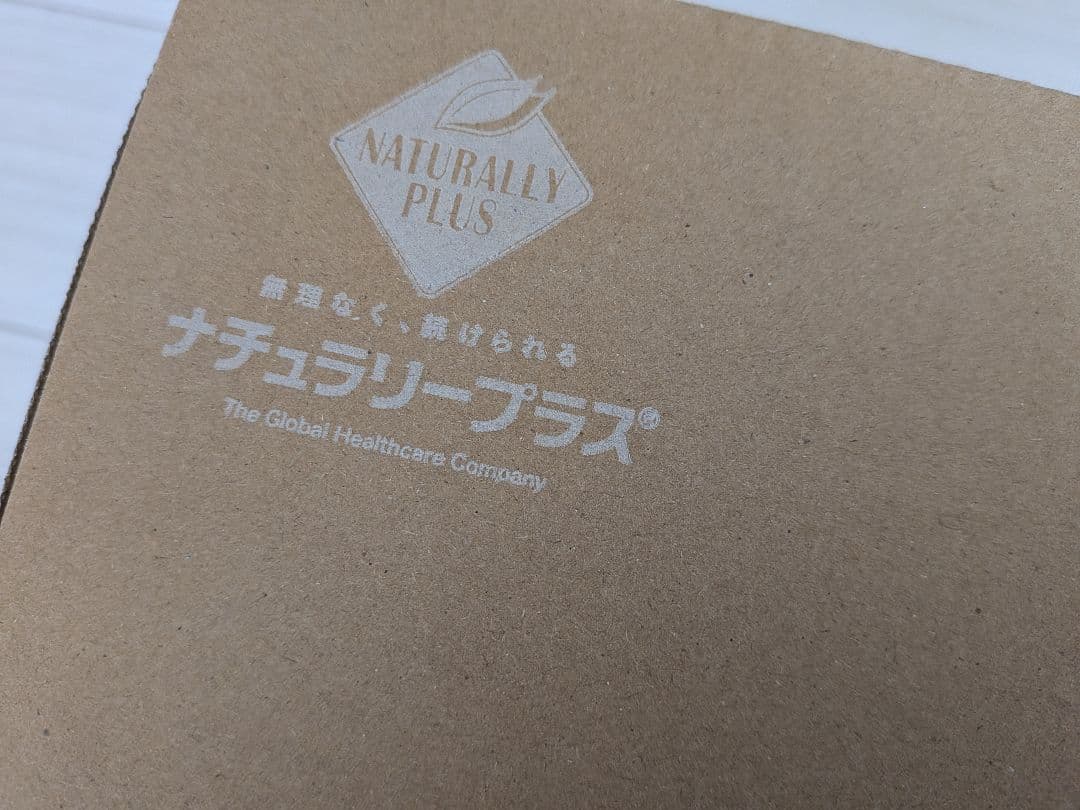 NATURALLY
PLUS
無理なく、続けられる
ナチュラリープラス®
The Global Healthcare Company